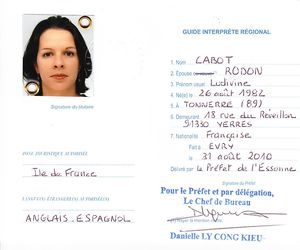 Signature du titulaire
ZONE TOURISTIQUE AUTORISÉE
Ile de France
LANGUE(S) ÉTRANGÈRE(S) AUTORISÉE(S)
ANGLAIS. ESPAGNOL
GUIDE INTERPRÈTE RÉGIONAL
1. Nom : CABOT
2. Épouse RODON
3. Prénom usuel Ludivine
4. Né(e) le 26 août 1982
5. À TONNERRE (89)
6. Demeurant 19 rue du Réveillon
91330 YERRES
7. Nationalité Française
Fait à EVRY
le 31 août 2010
Délivré par le Préfet de l'Essonne
Signature du Préfet
Pour le Préfet et par délégation,
Le Chef de Bureau
Danielle LY CONG KIEU